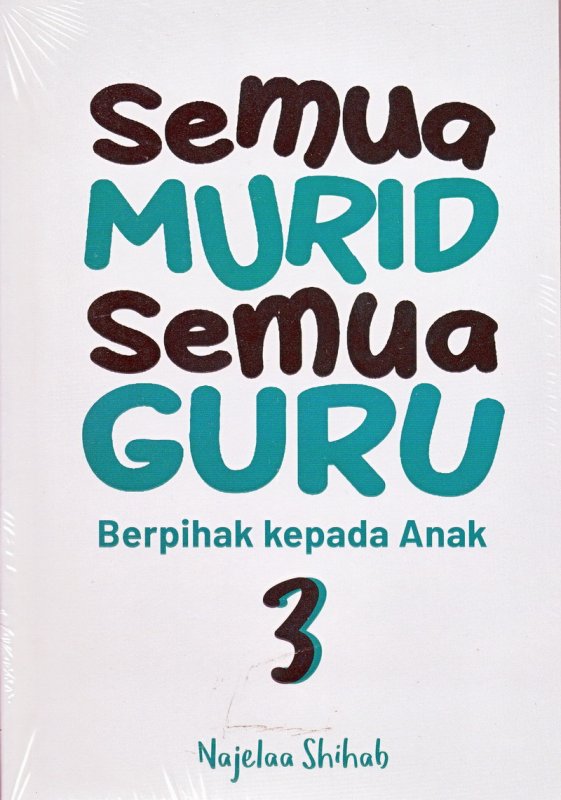 Semua
MURID
Semua
GURU
Berpihak kepada Anak
3
Najelaa Shihab